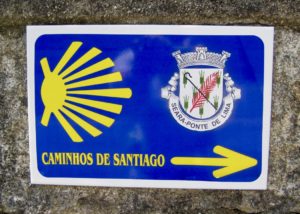 SEARA-PONTE DE LIMA
CAMINHOS DE SANTIAGO